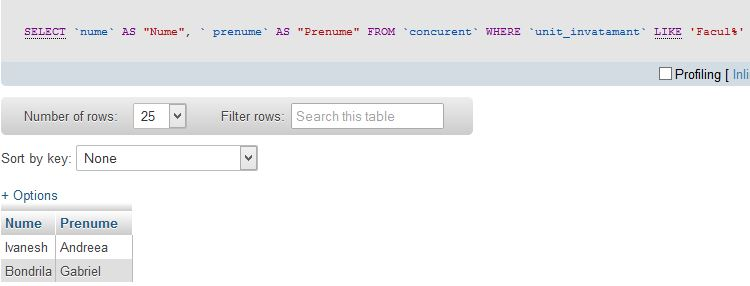 SELECT `nume` AS "Nume", ` prenume` AS "Prenume" FROM `concurent` WHERE `unit_invatamant` LIKE 'Facul%'
Profiling [ Inli
Number of rows: 25 Filter rows: Search this table
Sort by key: None
+ Options
Nume Prenume
Ivanesh Andreea
Bondrila Gabriel